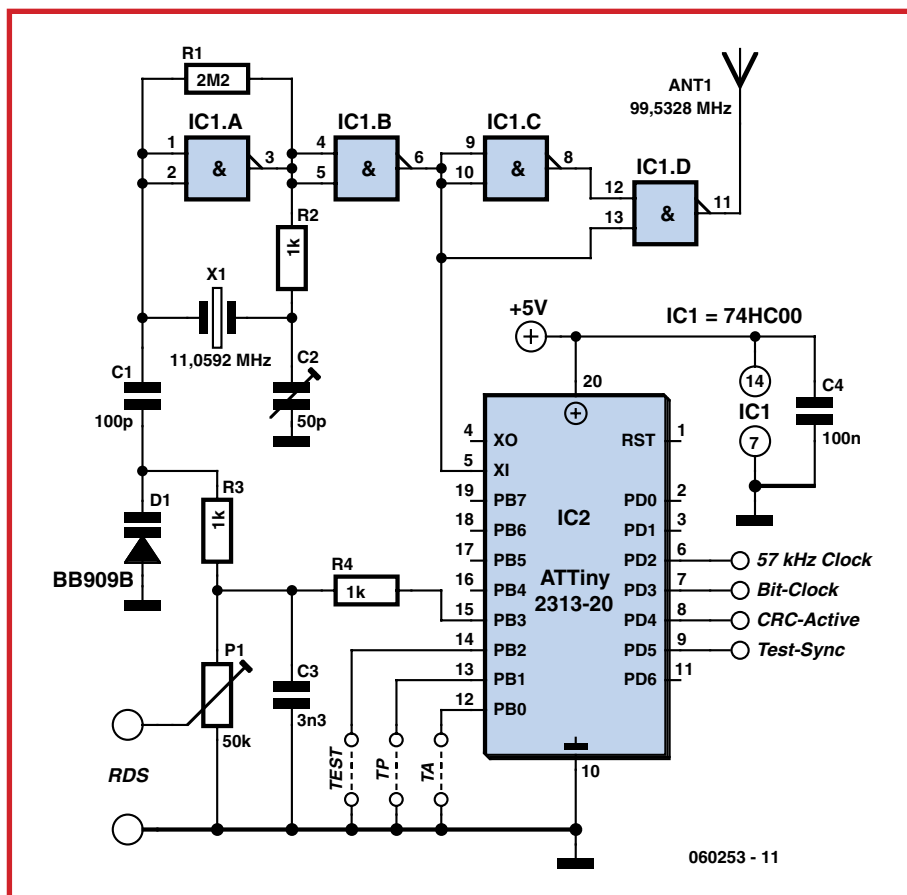 R1
2M2
ANT1
99,5328 MHz
IC1.A
IC1.B
IC1.C
IC1.D
1
2
&
3
4
5
&
6
9
10
&
8
12
13
&
11
R2
1k
X1
11,0592 MHz
C1
100p
C2
50p
+5V
IC1 = 74HC00
14
IC1
7
C4
100n
20
4
XO
RST
1
5
XI
19
PB7
PD0
2
18
PB6
IC2
PD1
3
17
PB5
PD2
6
57 kHz Clock
16
PB4
ATTiny
PD3
7
Bit-Clock
15
PB3
2313-20
PD4
8
CRC-Active
14
PB2
PD5
9
Test-Sync
13
PB1
PD6
11
12
PB0
10
D1
BB909B
R3
1k
R4
1k
P1
50k
C3
3n3
RDS
TEST
TP
TA
060253 - 11